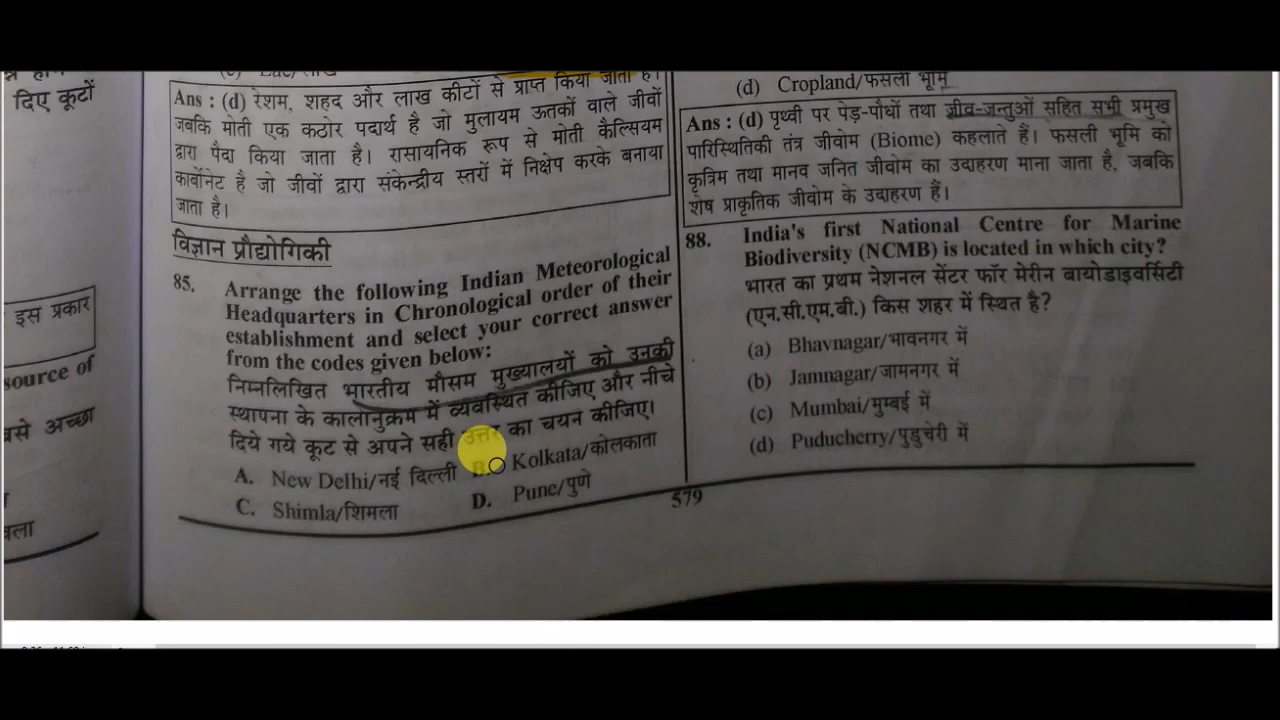 दिए कूटों
इस प्रकार
source of
बसे अच्छा
Ans : (d) रेशम, शहद और लाख कीटों से प्राप्त किया जाता है।
जबकि मोती एक कठोर पदार्थ है जो मुलायम ऊतकों वाले जीवों
द्वारा पैदा किया जाता है। रासायनिक रूप से मोती कैल्सियम
कार्बोनेट है जो जीवों द्वारा संकेन्द्रीय स्तरों में निक्षेप करके बनाया
जाता है।
विज्ञान प्रौद्योगिकी
85. Arrange the following Indian Meteorological
Headquarters in Chronological order of their
establishment and select your correct answer
from the codes given below:
निम्नलिखित भारतीय मौसम मुख्यालयों को उनकी
स्थापना के कालानुक्रम में व्यवस्थित कीजिए और नीचे
दिये गये कूट से अपने सही उत्तर का चयन कीजिए।
A. New Delhi/नई दिल्ली B. Kolkata/कोलकाता
C. Shimla/शिमला D. Pune/पुणे
(d) Cropland/फसली भूमि
Ans : (d) पृथ्वी पर पेड़-पौधों तथा जीव-जन्तुओं सहित सभी प्रमुख
पारिस्थितिकी तंत्र जीवोम (Biome) कहलाते हैं। फसली भूमि को
कृत्रिम तथा मानव जनित जीवोम का उदाहरण माना जाता है, जबकि
शेष प्राकृतिक जीवोम के उदाहरण हैं।
88. India's first National Centre for Marine
Biodiversity (NCMB) is located in which city?
भारत का प्रथम नेशनल सेंटर फॉर मेरीन बायोडाइवर्सिटी
(एन.सी.एम.बी.) किस शहर में स्थित है?
(a) Bhavnagar/भावनगर में
(b) Jamnagar/जामनगर में
(c) Mumbai/मुम्बई में
(d) Puducherry/पुडुचेरी में
579